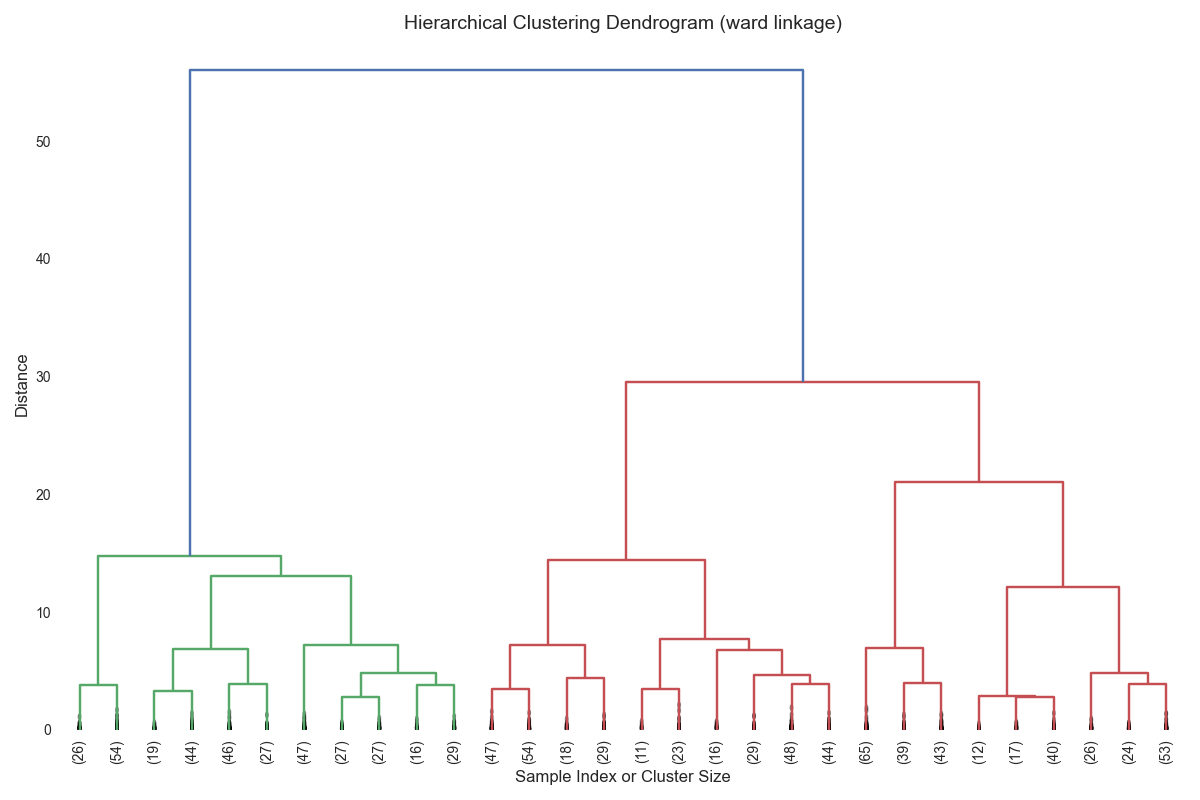 Hierarchical Clustering Dendrogram (ward linkage)
50
40
30
20
10
0
Distance
(26) (54) (19) (44) (46) (27) (47) (27) (27) (16) (29) (47) (54) (18) (29) (11) (23) (16) (29) (48) (44) (65) (39) (43) (12) (17) (40) (26) (24) (53)
Sample Index or Cluster Size